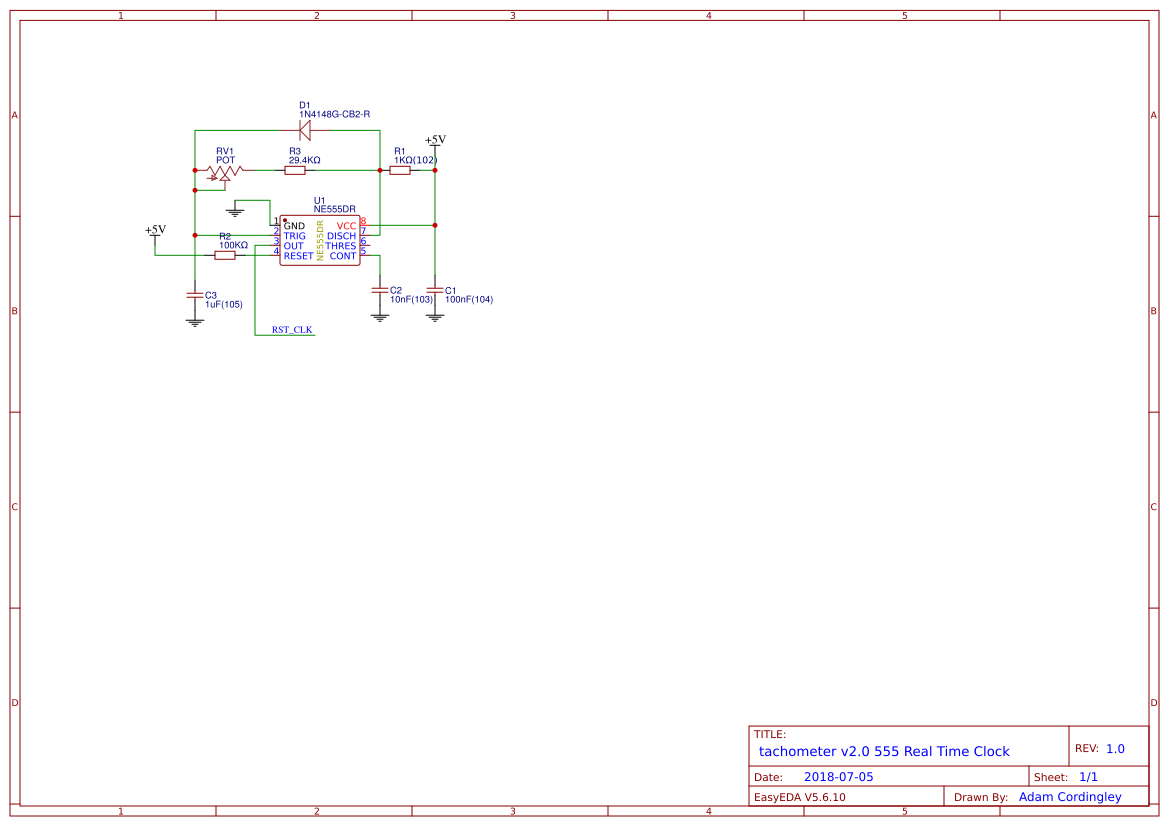 1 2 3 4 5
A A
D1
1N4148G-CB2-R
+5V
RV1
POT
R3
29.4KΩ
R1
1KΩ(102)
U1
NE555DR
+5V
R2
100KΩ
1 GND VCC 8
2 TRIG DISCH 7
3 OUT THRES 6
4 RESET CONT 5
NE555DR
C3
1uF(105)
C2
10nF(103)
C1
100nF(104)
B B
RST_CLK
C C
D D
TITLE:
tachometer v2.0 555 Real Time Clock
REV: 1.0
Date: 2018-07-05
Sheet: 1/1
EasyEDA V5.6.10
Drawn By: Adam Cordingley
1 2 3 4 5